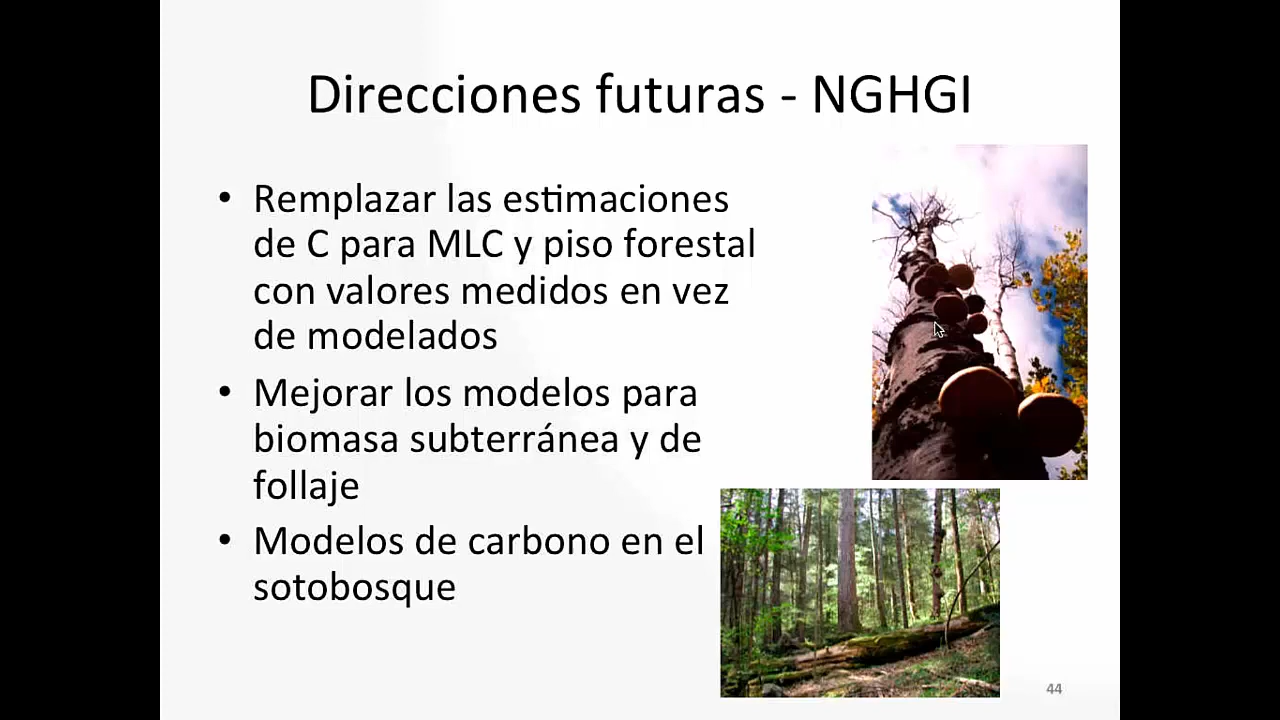 Direcciones futuras - NGHGI
• Remplazar las estimaciones
de C para MLC y piso forestal
con valores medidos en vez
de modelados
• Mejorar los modelos para
biomasa subterránea y de
follaje
• Modelos de carbono en el
sotobosque
44